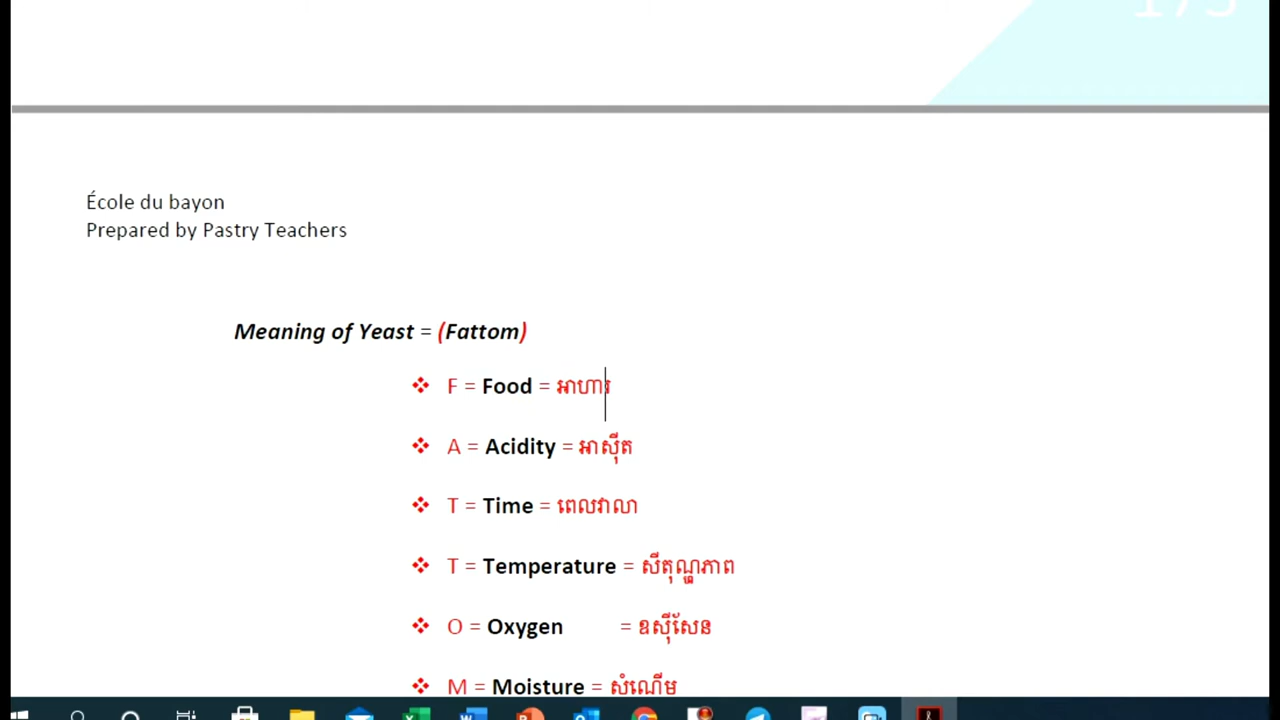 École du bayon
Prepared by Pastry Teachers
Meaning of Yeast = (Fattom)
❖ F = Food = អាហារ
❖ A = Acidity = អាស៊ីត
❖ T = Time = ពេលវាលា
❖ T = Temperature = សីតុណ្ហភាព
❖ O = Oxygen = ឧស៊ីសែន
❖ M = Moisture = សំណើម